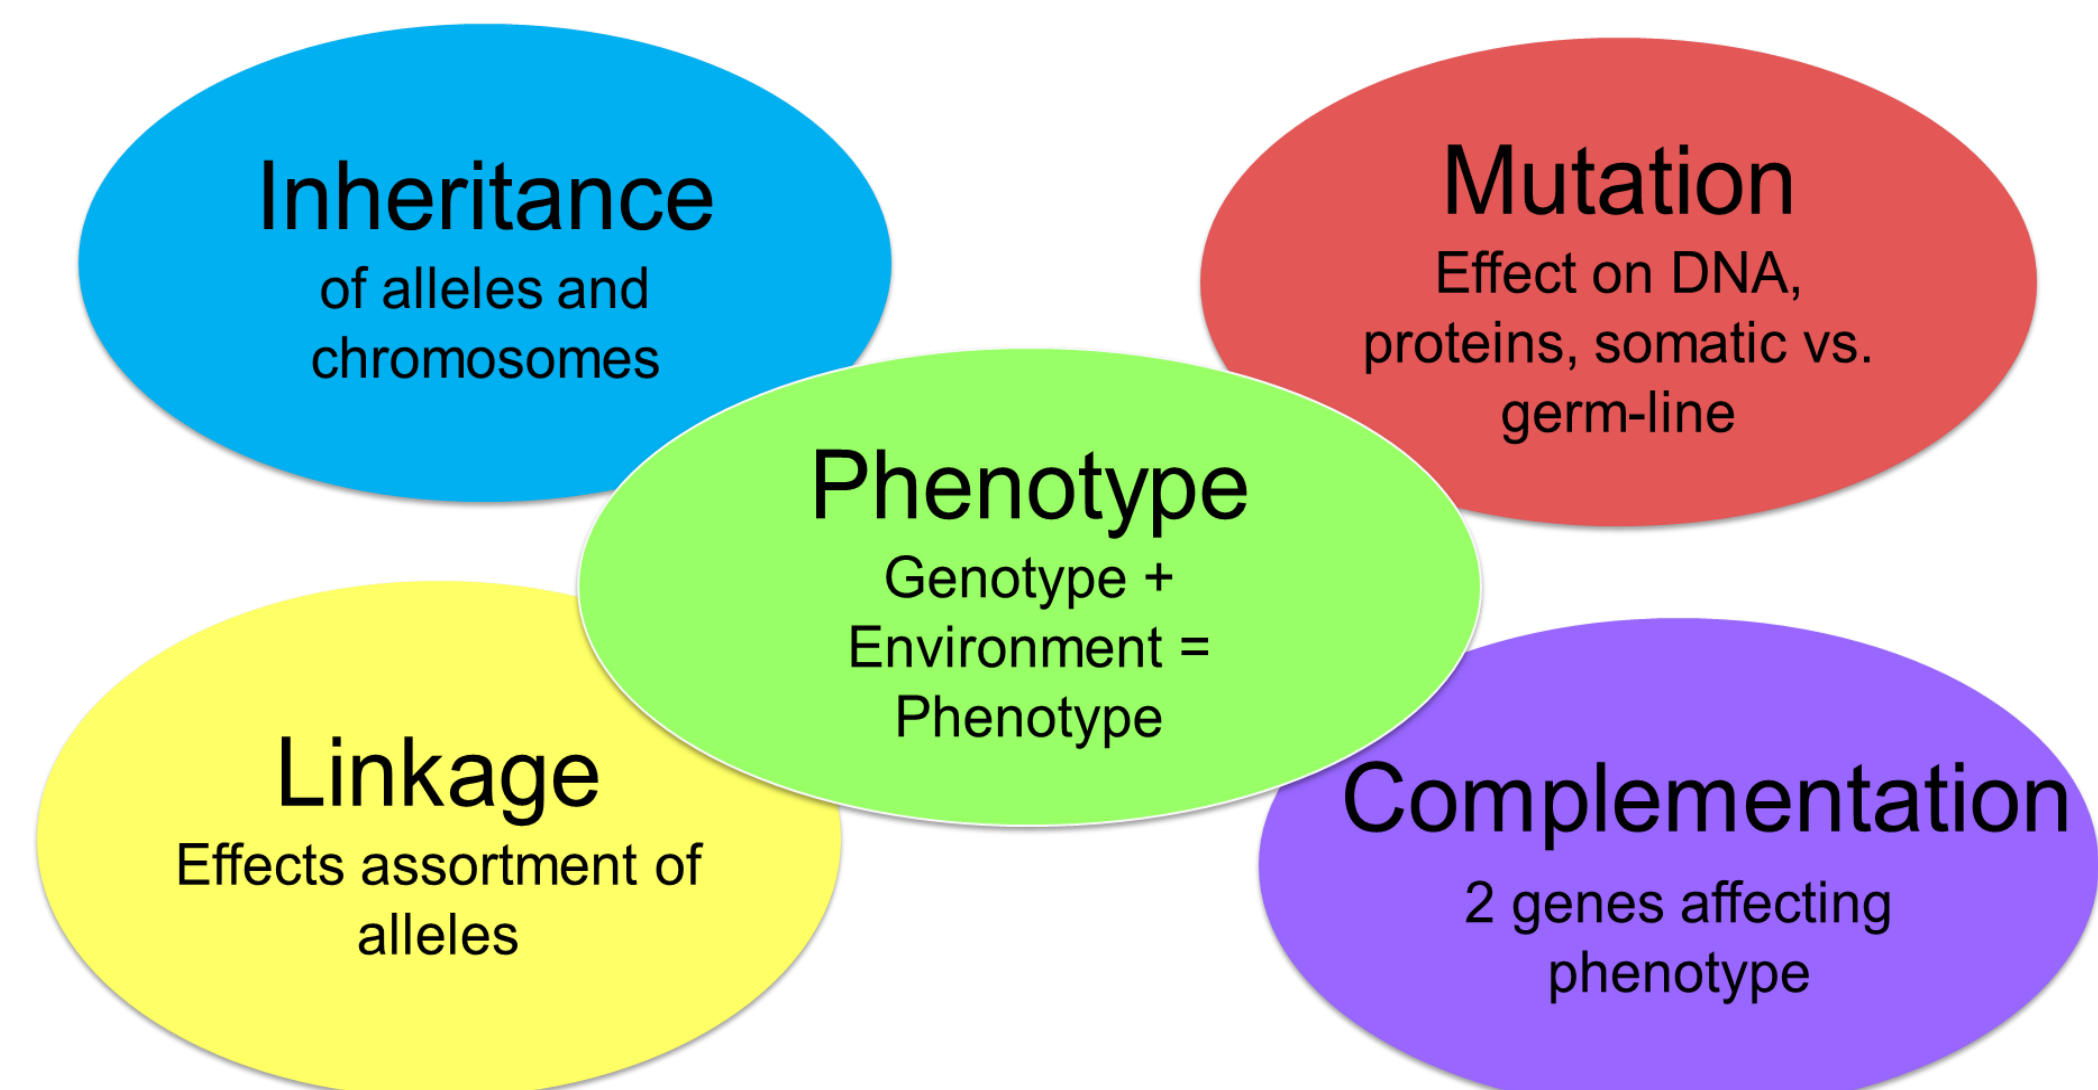 Inheritance
of alleles and
chromosomes
Mutation
Effect on DNA,
proteins, somatic vs.
germ-line
Phenotype
Genotype +
Environment =
Phenotype
Linkage
Effects assortment of
alleles
Complementation
2 genes affecting
phenotype